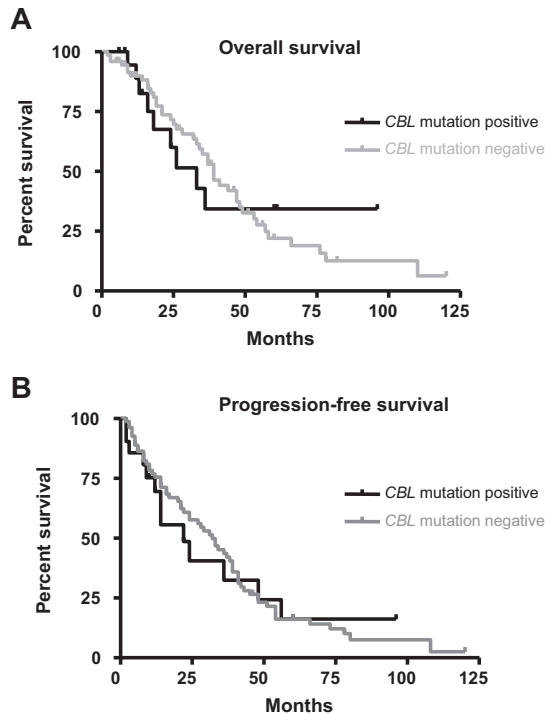 A
Overall survival
100
75
50
25
0
Percent survival
CBL mutation positive
CBL mutation negative
0 25 50 75 100 125
Months
B
Progression-free survival
100
75
50
25
0
Percent survival
CBL mutation positive
CBL mutation negative
0 25 50 75 100 125
Months